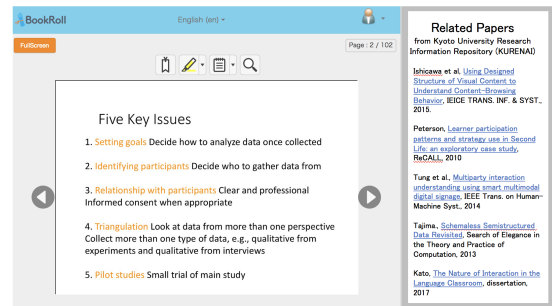 BookRoll
English (en)
FullScreen
Page : 2 / 102
Five Key Issues
1. Setting goals Decide how to analyze data once collected
2. Identifying participants Decide who to gather data from
3. Relationship with participants Clear and professional
Informed consent when appropriate
4. Triangulation Look at data from more than one perspective
Collect more than one type of data, e.g., qualitative from
experiments and qualitative from interviews
5. Pilot studies Small trial of main study
Related Papers
from Kyoto University Research
Information Repository (KURENAI)
Ishicawa et al, Using Designed
Structure of Visual Content to
Understand Content-Browsing
Behavior, IEICE TRANS. INF. & SYST.,
2015.
Peterson, Learner participation
patterns and strategy use in Second
Life: an exploratory case study,
ReCALL, 2010
Tung et al., Multiparty interaction
understanding using smart multimodal
digital signage, IEEE Trans. on Human-
Machine Syst., 2014
Tajima., Schemaless Semistructured
Data Revisited, Search of Elegance in
the Theory and Practice of
Computation, 2013
Kato, The Nature of Interaction in the
Language Classroom, dissertation,
2017